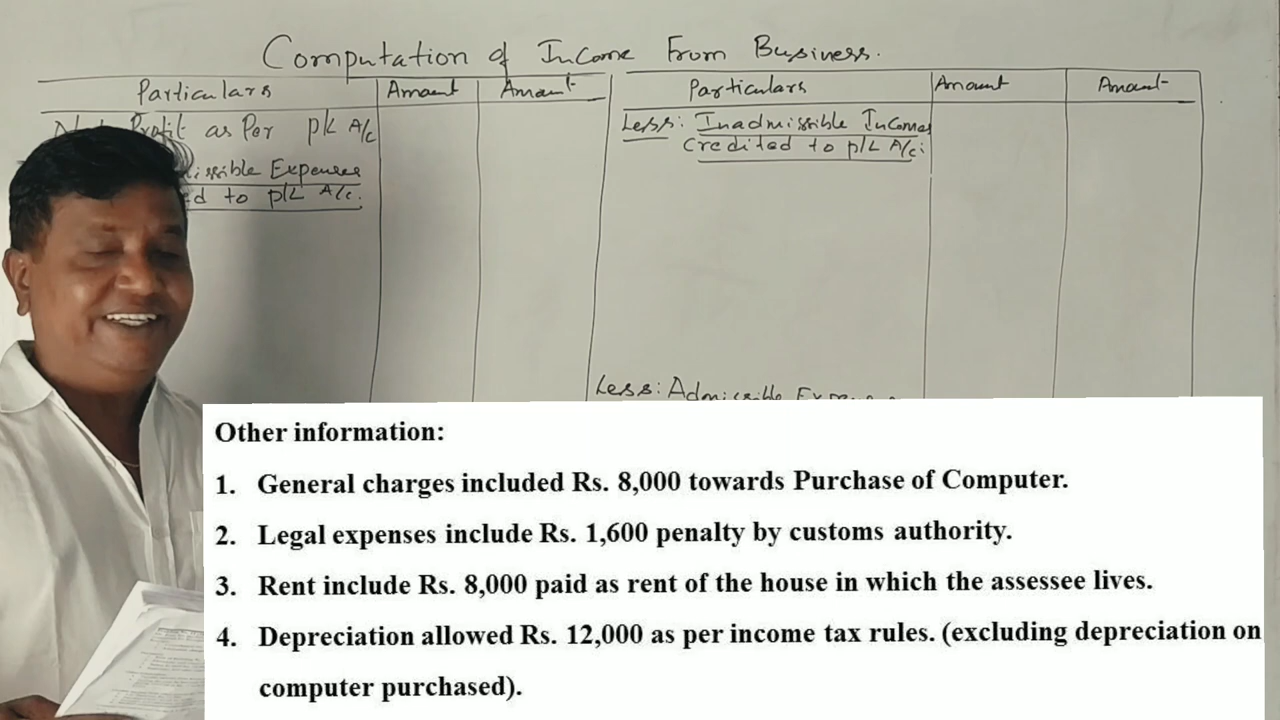 Computation of Income From Business.
Particulars Amount Amount
Profit as Per P/L A/c
Expenses
to P/L A/c.
Particulars Amount Amount
Less: Inadmissible Incomes
Credited to P/L A/c:
Less: Admissible
Other information:
1. General charges included Rs. 8,000 towards Purchase of Computer.
2. Legal expenses include Rs. 1,600 penalty by customs authority.
3. Rent include Rs. 8,000 paid as rent of the house in which the assessee lives.
4. Depreciation allowed Rs. 12,000 as per income tax rules. (excluding depreciation on
computer purchased).